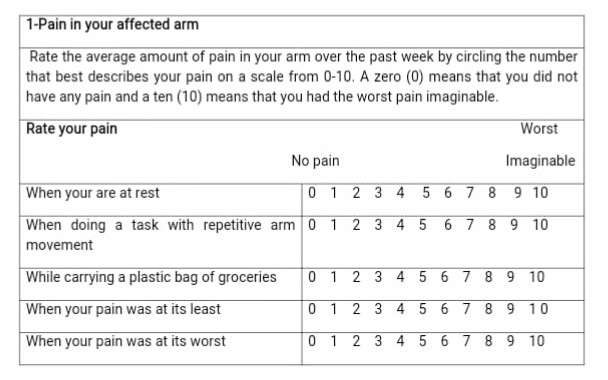 1-Pain in your affected arm
Rate the average amount of pain in your arm over the past week by circling the number
that best describes your pain on a scale from 0-10. A zero (0) means that you did not
have any pain and a ten (10) means that you had the worst pain imaginable.
Rate your pain Worst
No pain Imaginable
When your are at rest 0 1 2 3 4 5 6 7 8 9 10
When doing a task with repetitive arm 0 1 2 3 4 5 6 7 8 9 10
movement
While carrying a plastic bag of groceries 0 1 2 3 4 5 6 7 8 9 10
When your pain was at its least 0 1 2 3 4 5 6 7 8 9 1 0
When your pain was at its worst 0 1 2 3 4 5 6 7 8 9 10